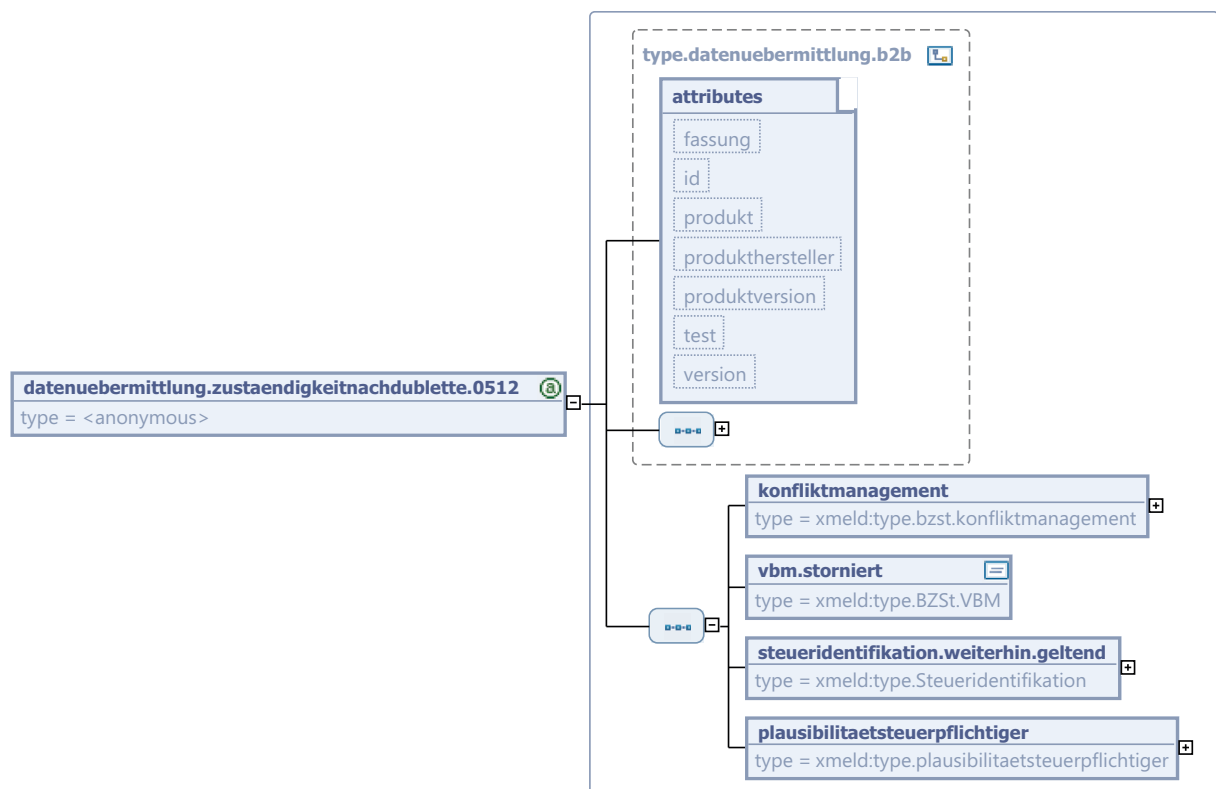 type.datenuebermittlung.b2b
attributes
fassung
id
produkt
produkthersteller
produktversion
test
version
datenuebermittlung.zustaendigkeitnachdublette.0512
type = <anonymous>
konfliktmanagement
type = xmeld:type.bzst.konfliktmanagement
vbm.storniert
type = xmeld:type.BZSt.VBM
steueridentifikation.weiterhin.geltend
type = xmeld:type.Steueridentifikation
plausibilitaetsteuerpflichtiger
type = xmeld:type.plausibilitaetsteuerpflichtiger